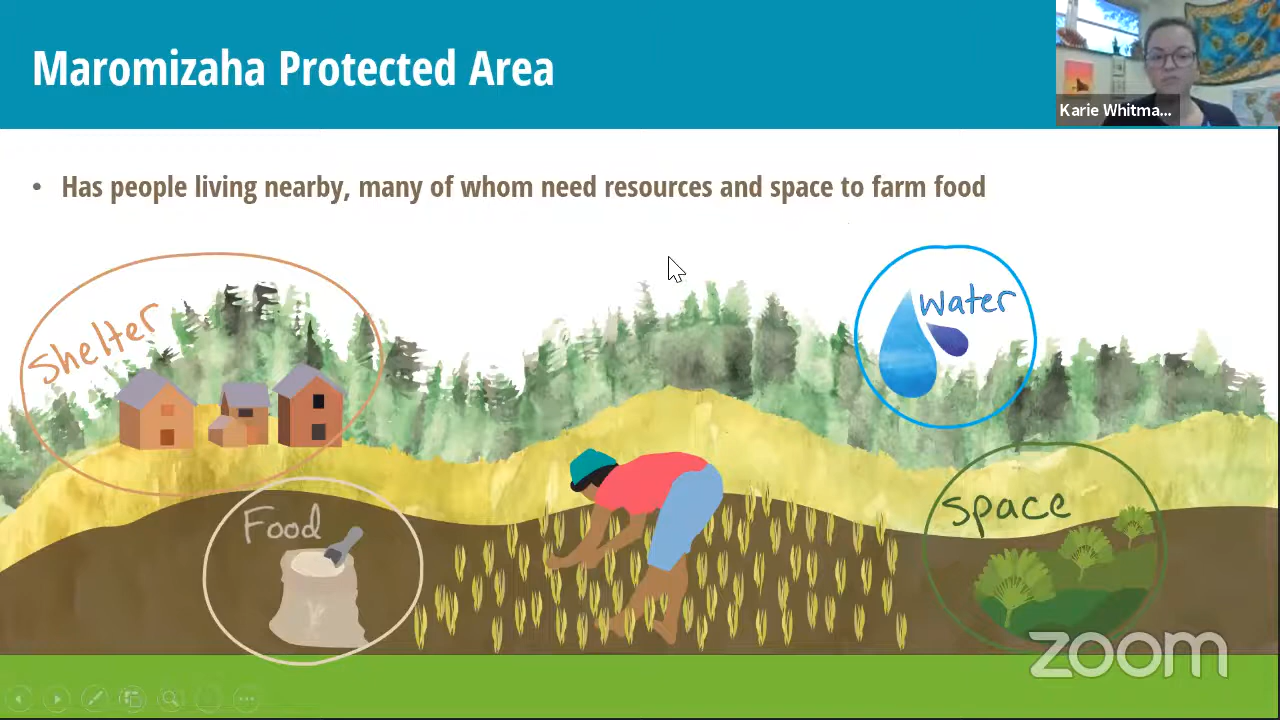 Maromizaha Protected Area
Karie Whitma...
• Has people living nearby, many of whom need resources and space to farm food
shelter
water
Food
space
zoom